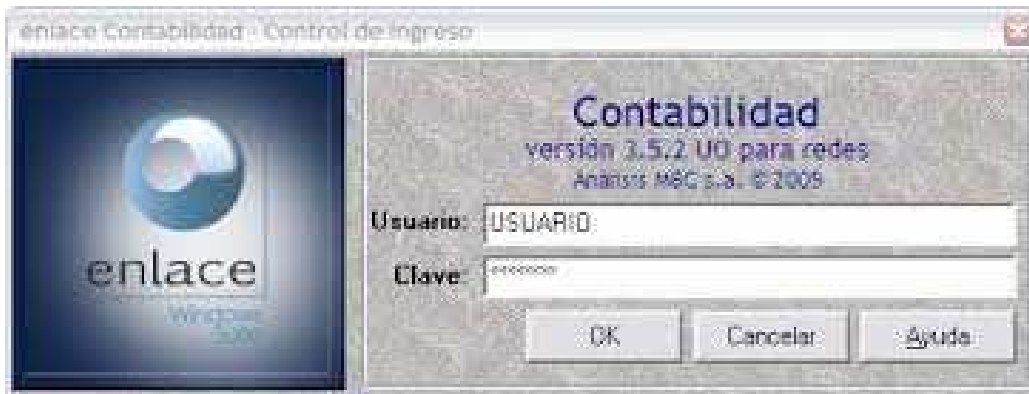 enlace Contabilidad - Control de Ingreso
Contabilidad
versión 3.5.2 UO para redes
Análisis MBC s.a. © 2009
Usuario: USUARIO
Clave: *******
enlace
Windows
OK Cancelar Ayuda